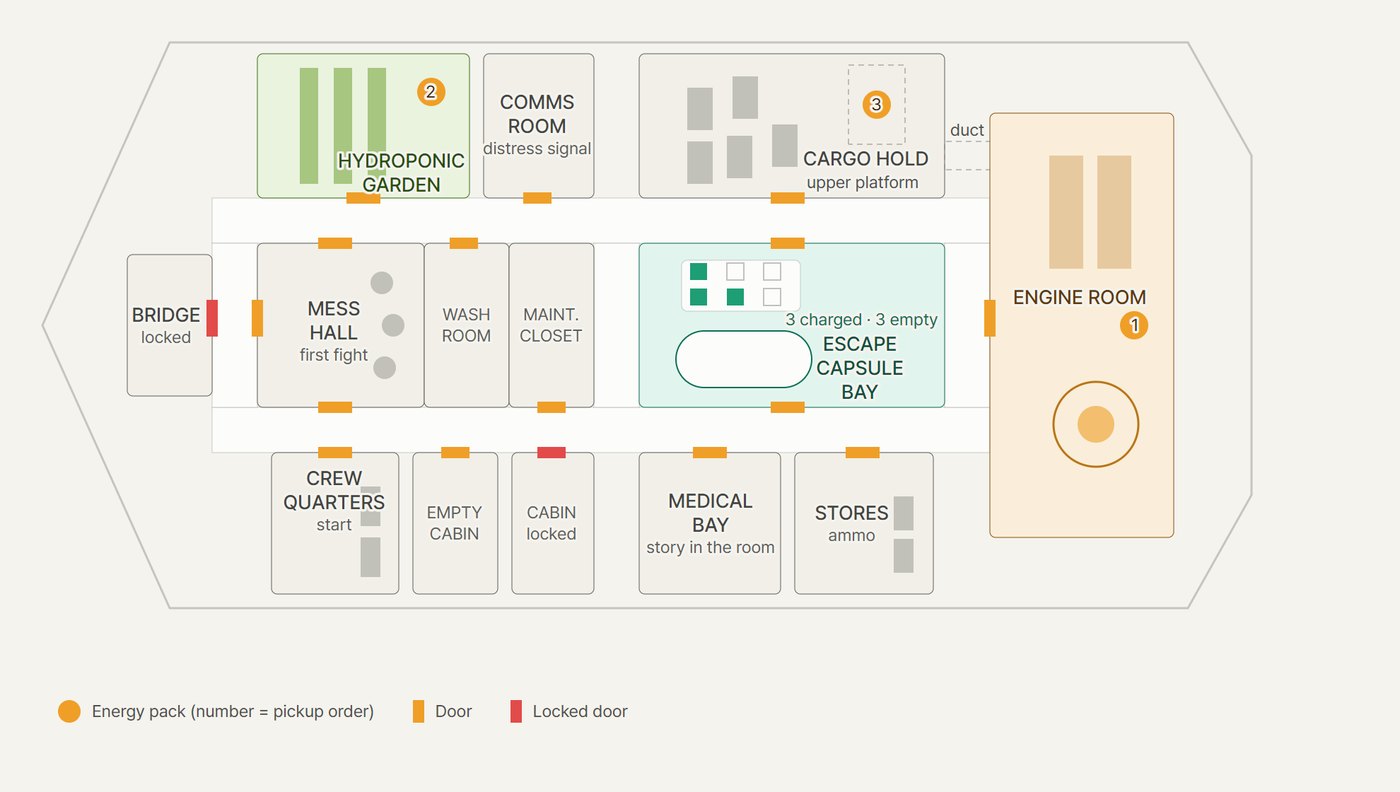 2
HYDROPONIC
GARDEN
COMMS
ROOM
distress signal
3
CARGO HOLD
upper platform
duct
BRIDGE
locked
MESS
HALL
first fight
WASH
ROOM
MAINT.
CLOSET
3 charged · 3 empty
ESCAPE
CAPSULE
BAY
ENGINE ROOM
1
CREW
QUARTERS
start
EMPTY
CABIN
CABIN
locked
MEDICAL
BAY
story in the room
STORES
ammo
Energy pack (number = pickup order)
Door
Locked door